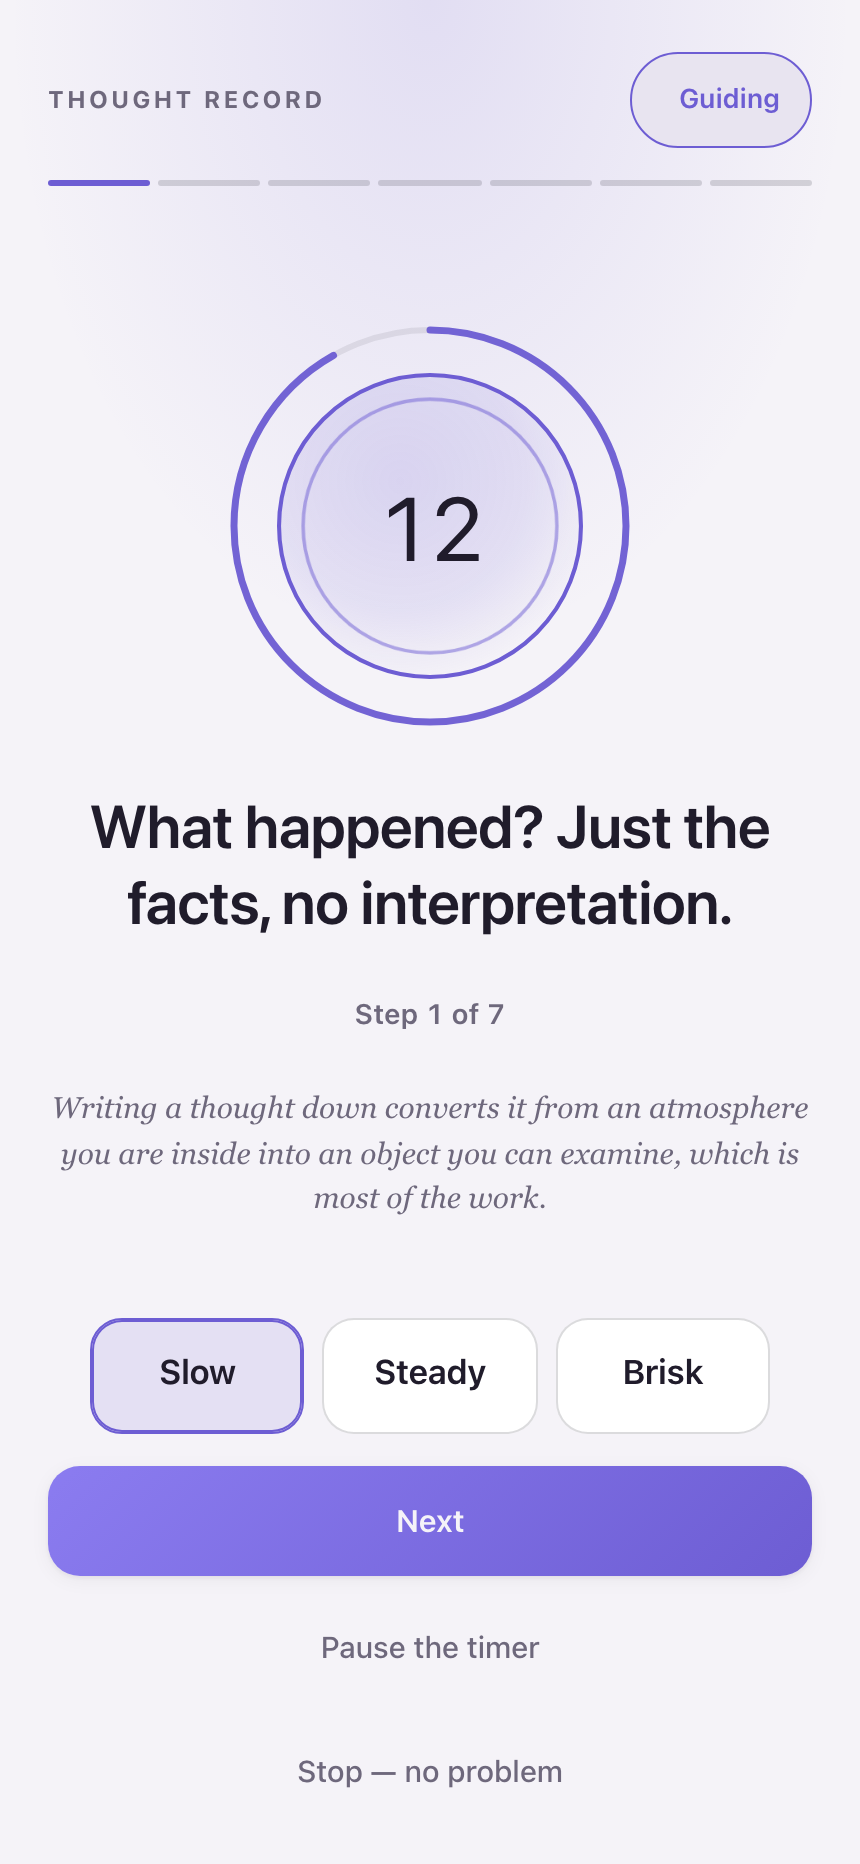 THOUGHT RECORD
Guiding
12
What happened? Just the
facts, no interpretation.
Step 1 of 7
Writing a thought down converts it from an atmosphere
you are inside into an object you can examine, which is
most of the work.
Slow
Steady
Brisk
Next
Pause the timer
Stop — no problem